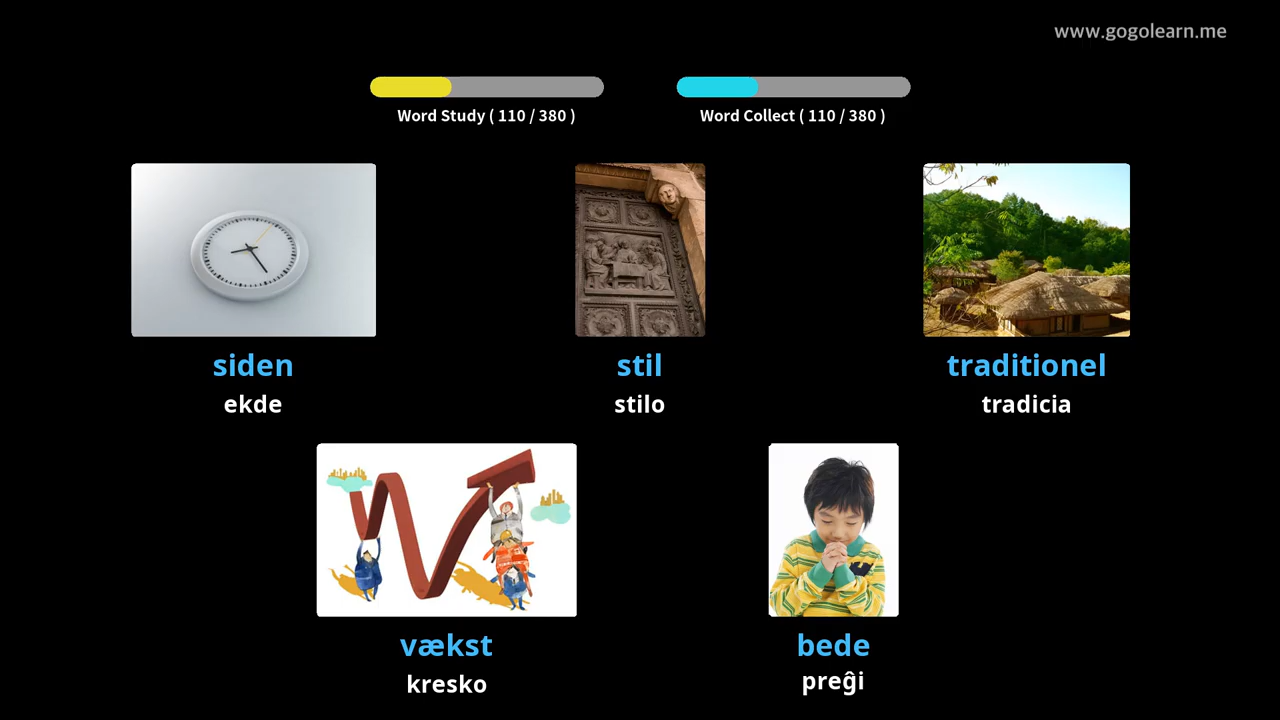 www.gogolearn.me
Word Study ( 110 / 380 )
Word Collect ( 110 / 380 )
siden
ekde
stil
stilo
traditionel
tradicia
vækst
kresko
bede
preĝi